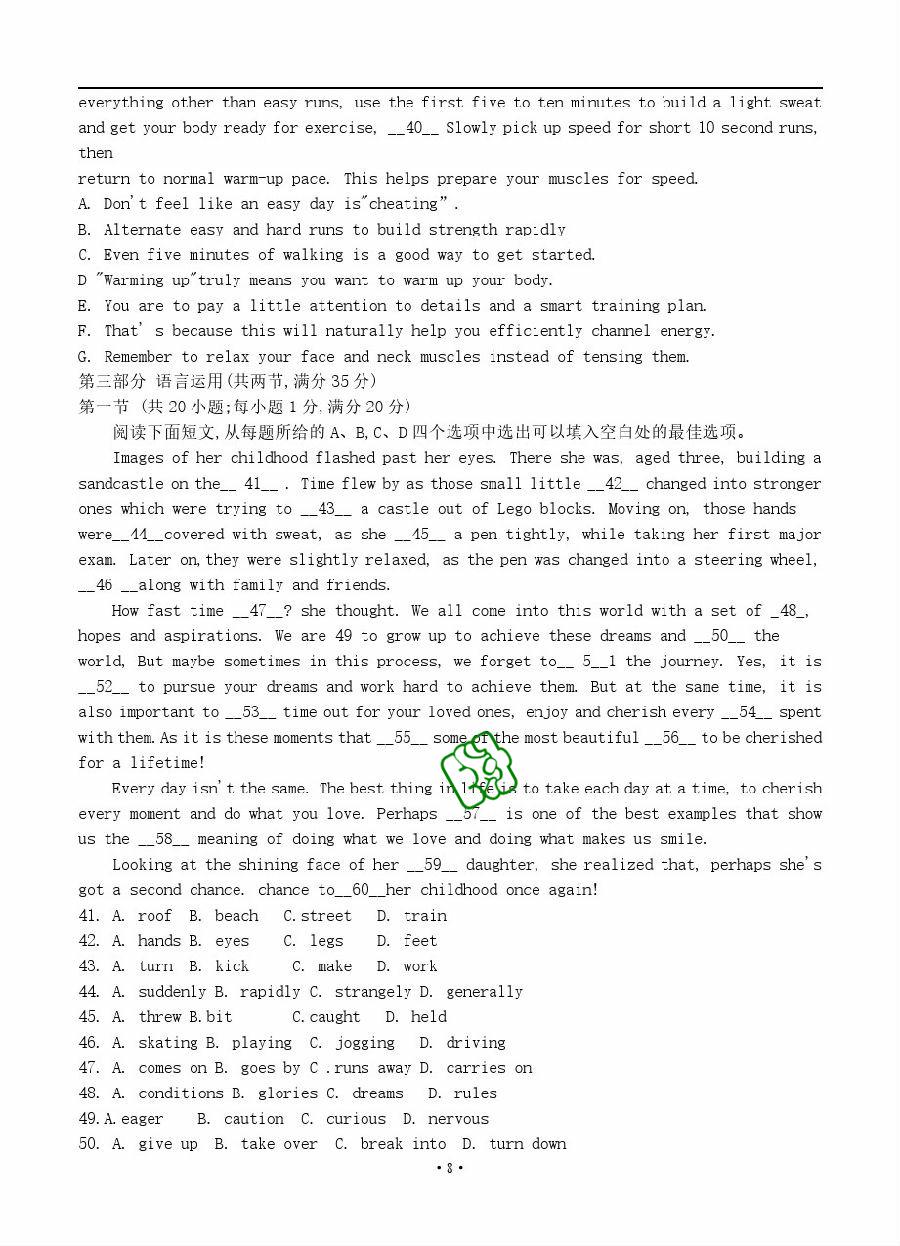 everything other than easy runs, use the first five to ten minutes to build a light sweat
and get your body ready for exercise, __40__ Slowly pick up speed for short 10 second runs,
then
return to normal warm-up pace. This helps prepare your muscles for speed.
A. Don't feel like an easy day is"cheating”.
B. Alternate easy and hard runs to build strength rapidly
C. Even five minutes of walking is a good way to get started.
D "Warming up"truly means you want to warm up your body.
E. You are to pay a little attention to details and a smart training plan.
F. That' s because this will naturally help you efficiently channel energy.
G. Remember to relax your face and neck muscles instead of tensing them.
第三部分 语言运用(共两节,满分 35 分)
第一节 (共 20 小题;每小题 1 分,满分 20 分)
阅读下面短文,从每题所给的 A、B,C、D 四个选项中选出可以填入空白处的最佳选项。
Images of her childhood flashed past her eyes. There she was, aged three, building a
sandcastle on the__ 41__ . Time flew by as those small little __42__ changed into stronger
ones which were trying to __43__ a castle out of Lego blocks. Moving on, those hands
were__44__covered with sweat, as she __45__ a pen tightly, while taking her first major
exam. Later on,they were slightly relaxed, as the pen was changed into a steering wheel,
__46 __along with family and friends.
How fast time __47__? she thought. We all come into this world with a set of _48_,
hopes and aspirations. We are 49 to grow up to achieve these dreams and __50__ the
world, But maybe sometimes in this process, we forget to__ 5__1 the journey. Yes, it is
__52__ to pursue your dreams and work hard to achieve them. But at the same time, it is
also important to __53__ time out for your loved ones, enjoy and cherish every __54__ spent
with them.As it is these moments that __55__ some of the most beautiful __56__ to be cherished
for a lifetime!
Every day isn't the same. The best thing in life is to take each day at a time, to cherish
every moment and do what you love. Perhaps __57__ is one of the best examples that show
us the __58__ meaning of doing what we love and doing what makes us smile.
Looking at the shining face of her __59__ daughter, she realized that, perhaps she's
got a second chance. chance to__60__her childhood once again!
41. A. roof B. beach C.street D. train
42. A. hands B. eyes C. legs D. feet
43. A. turn B. kick C. make D. work
44. A. suddenly B. rapidly C. strangely D. generally
45. A. threw B.bit C.caught D. held
46. A. skating B. playing C. jogging D. driving
47. A. comes on B. goes by C .runs away D. carries on
48. A. conditions B. glories C. dreams D. rules
49.A.eager B. caution C. curious D. nervous
50. A. give up B. take over C. break into D. turn down
·8·